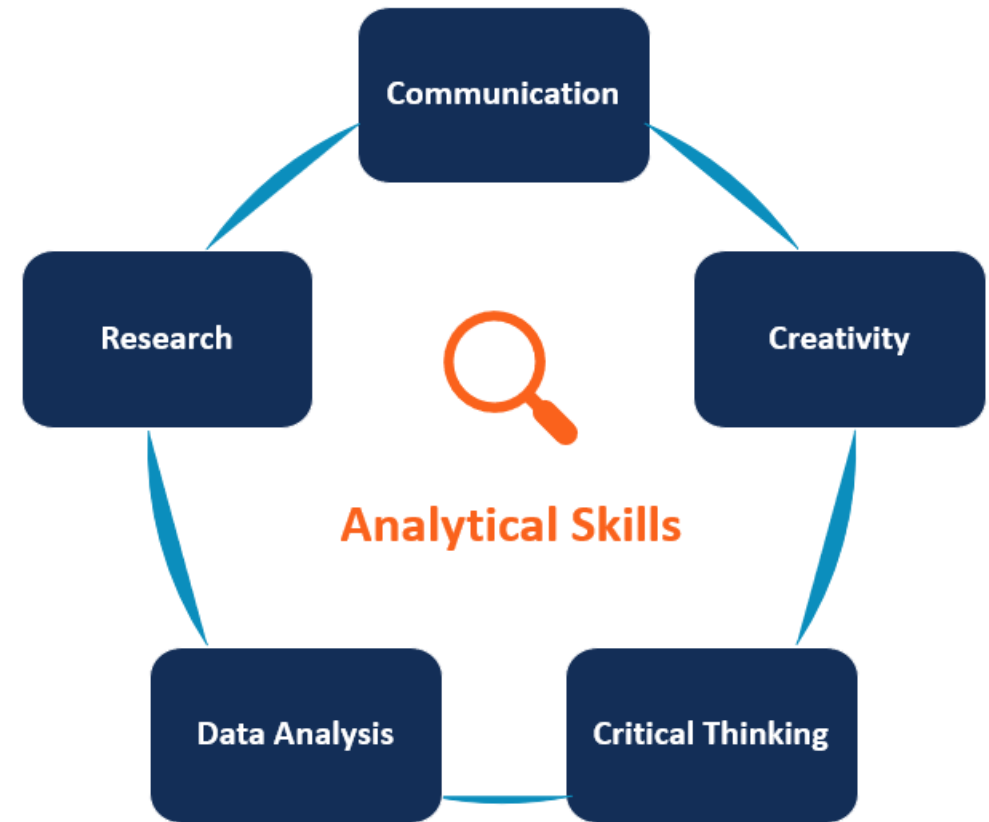 Communication
Research
Creativity
Analytical Skills
Data Analysis
Critical Thinking